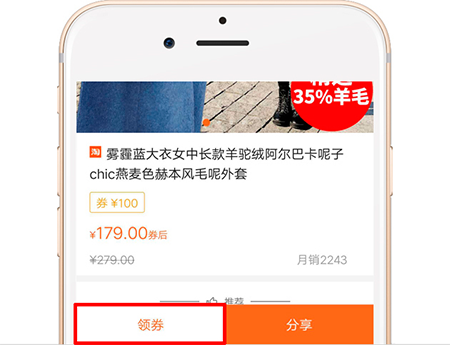 35%羊毛
淘 雾霾蓝大衣女中长款羊驼绒阿尔巴卡呢子
chic燕麦色赫本风毛呢外套
券 ¥100
¥179.00券后
¥279.00 月销2243
推荐
领券 分享